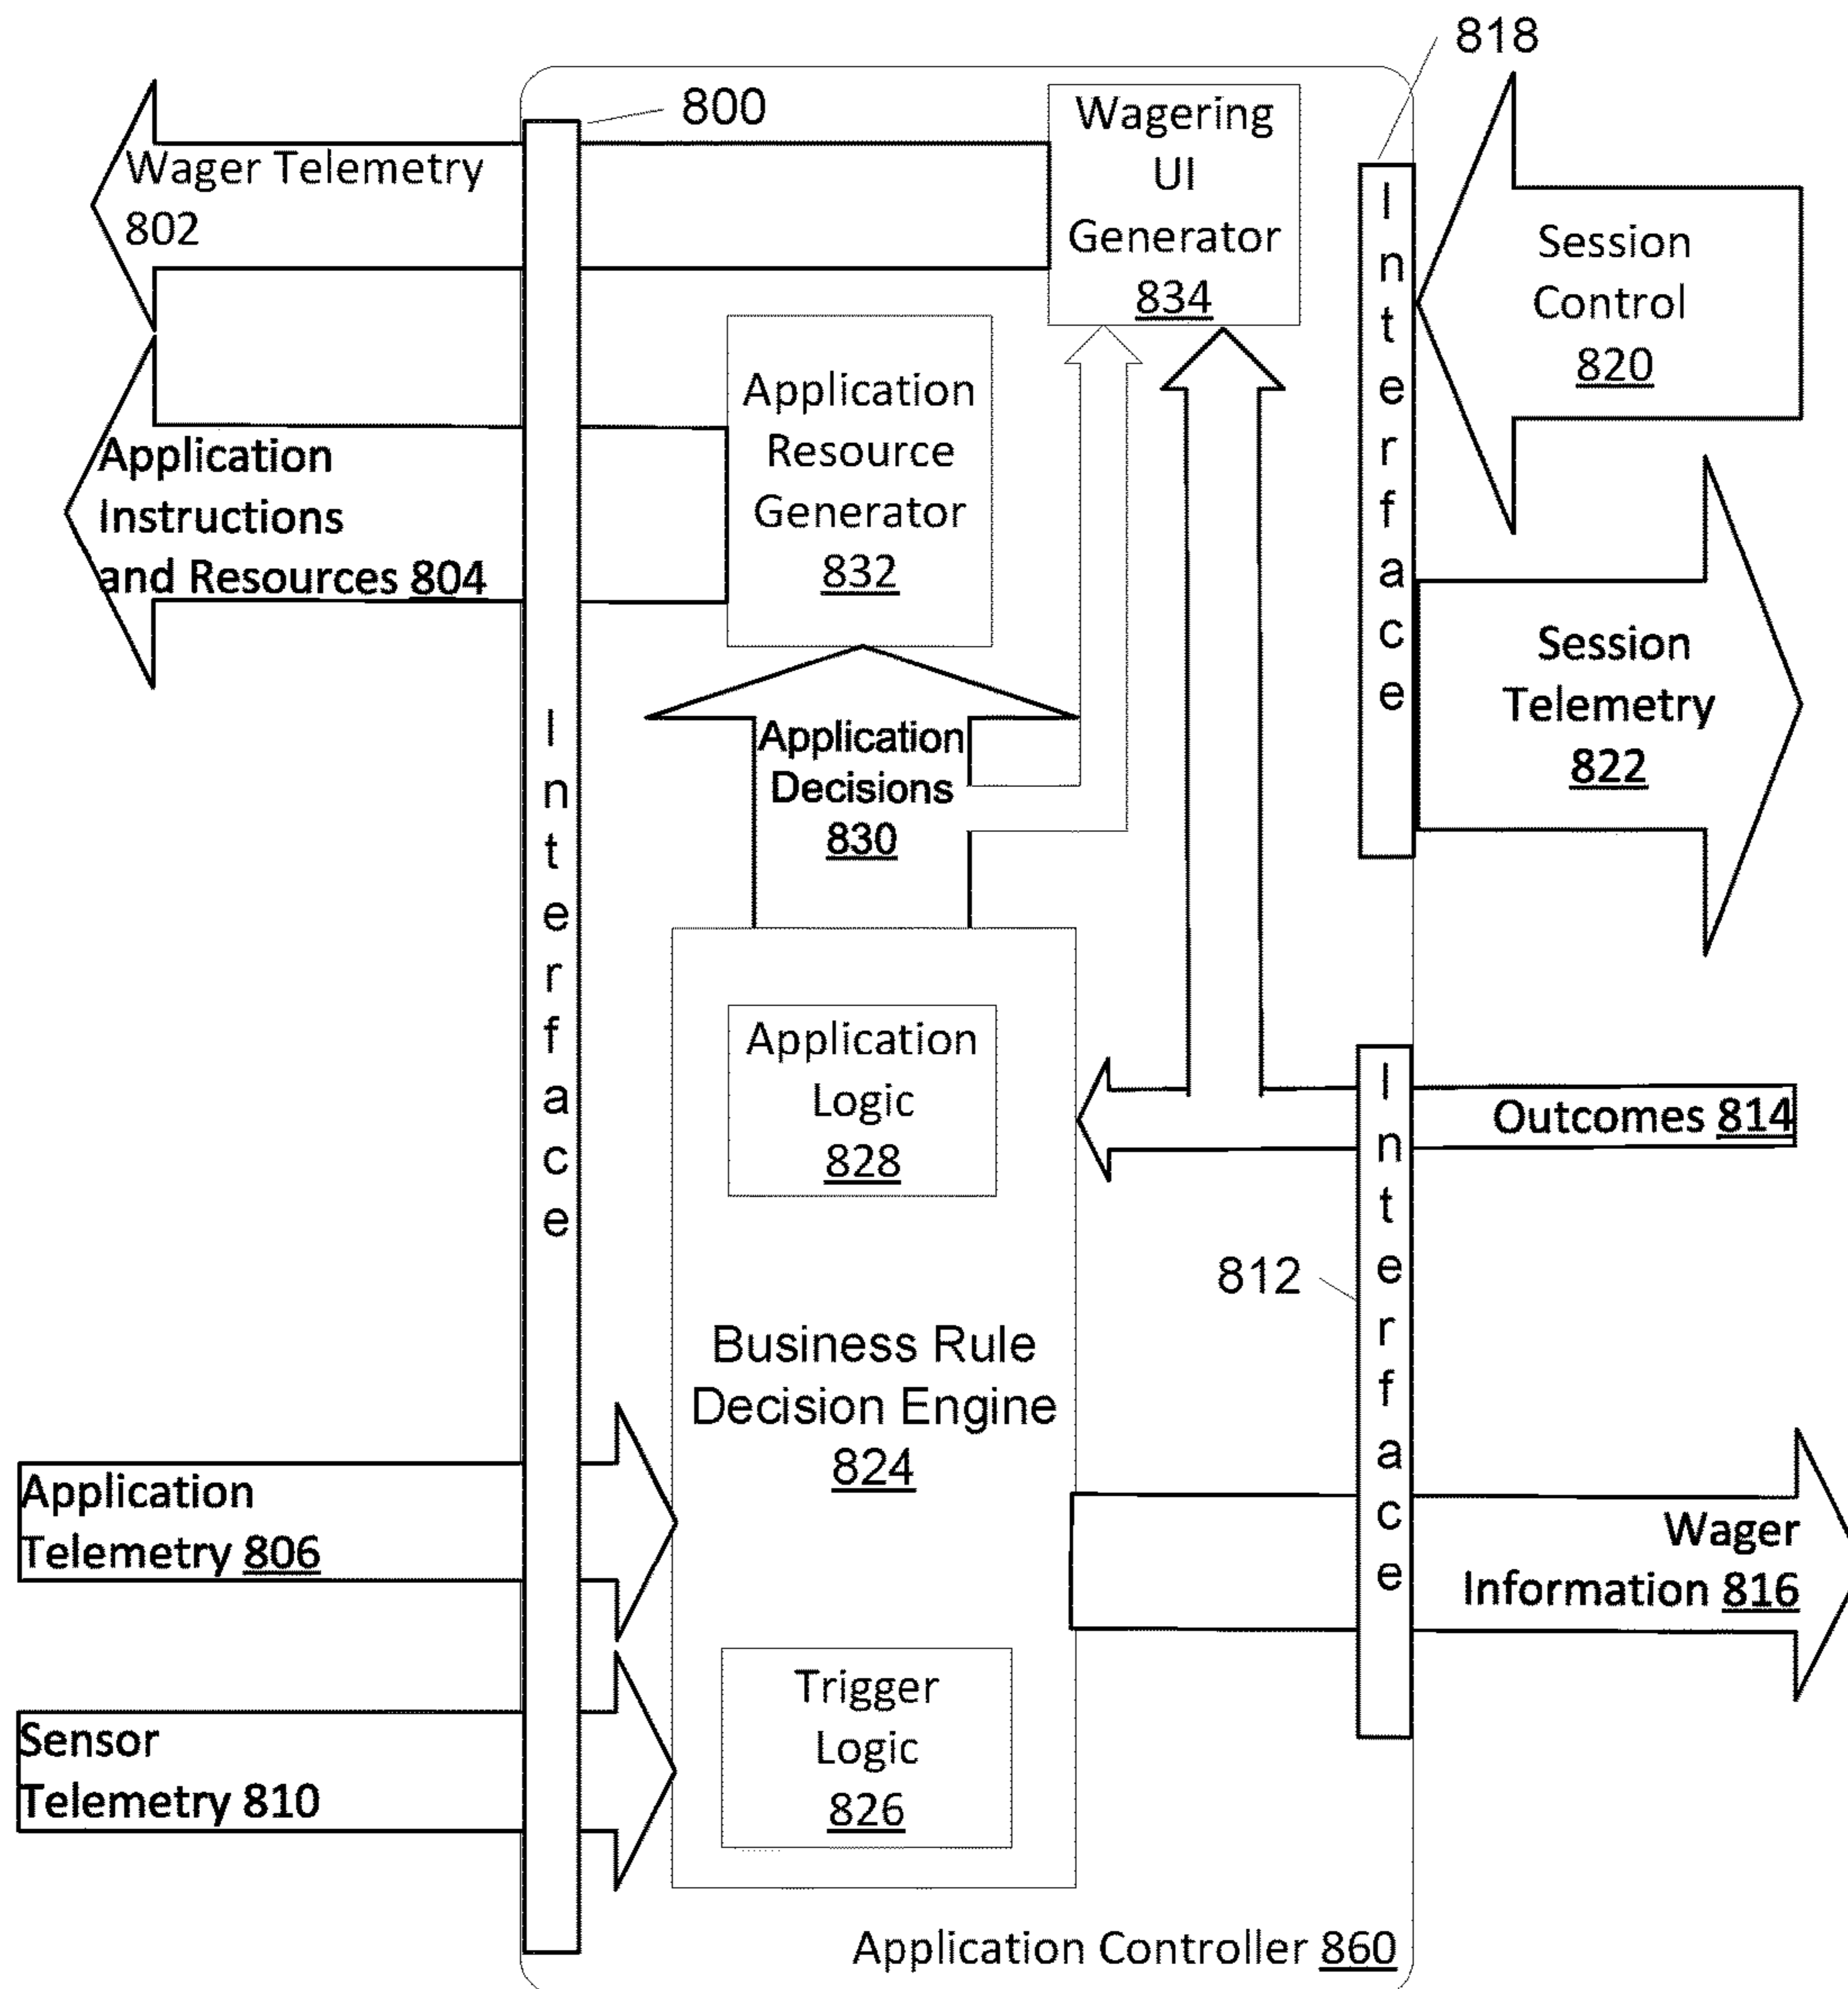 818
800
Wagering
UI
Generator
834
Wager Telemetry
802
Interface
Session
Control
820
Application
Resource
Generator
832
Application
Instructions
and Resources 804
Session
Telemetry
822
Interface
Application
Decisions
830
Application
Logic
828
Interface
Outcomes 814
812
Business Rule
Decision Engine
824
Application
Telemetry 806
Wager
Information 816
Trigger
Logic
826
Sensor
Telemetry 810
Application Controller 860